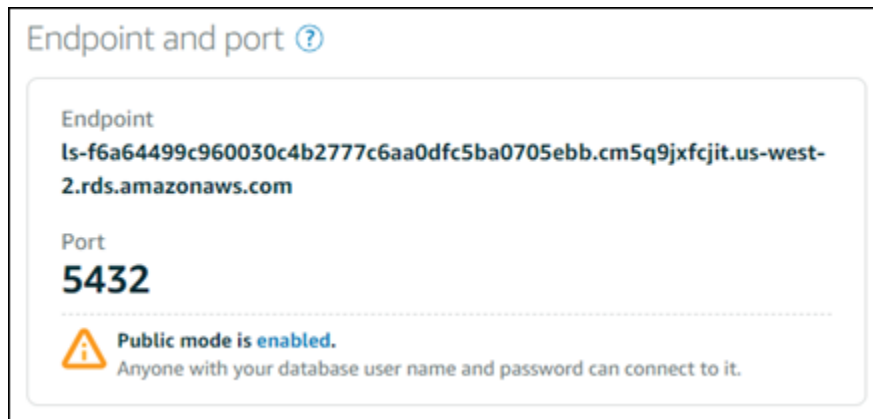 Endpoint and port ?
Endpoint
ls-f6a64499c960030c4b2777c6aa0dfc5ba0705ebb.cm5q9jxfcjit.us-west-
2.rds.amazonaws.com
Port
5432
Public mode is enabled.
Anyone with your database user name and password can connect to it.